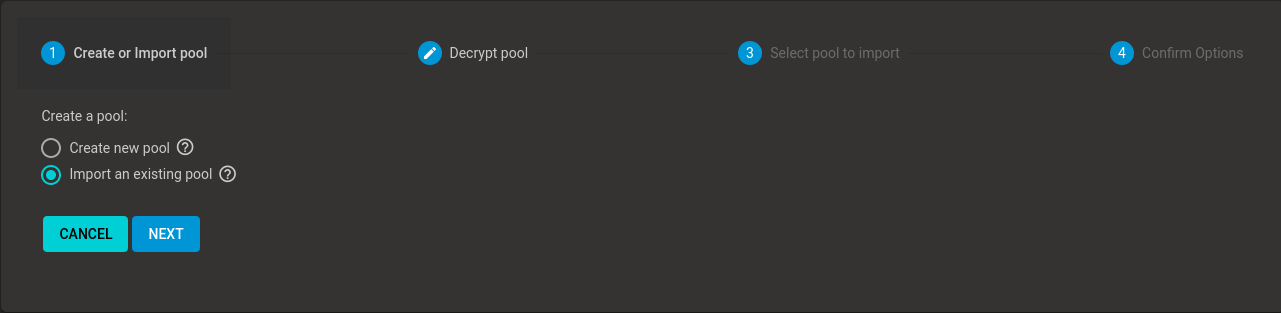 1 Create or Import pool Decrypt pool 3 Select pool to import 4 Confirm Options
Create a pool:
Create new pool ?
Import an existing pool ?
CANCEL NEXT